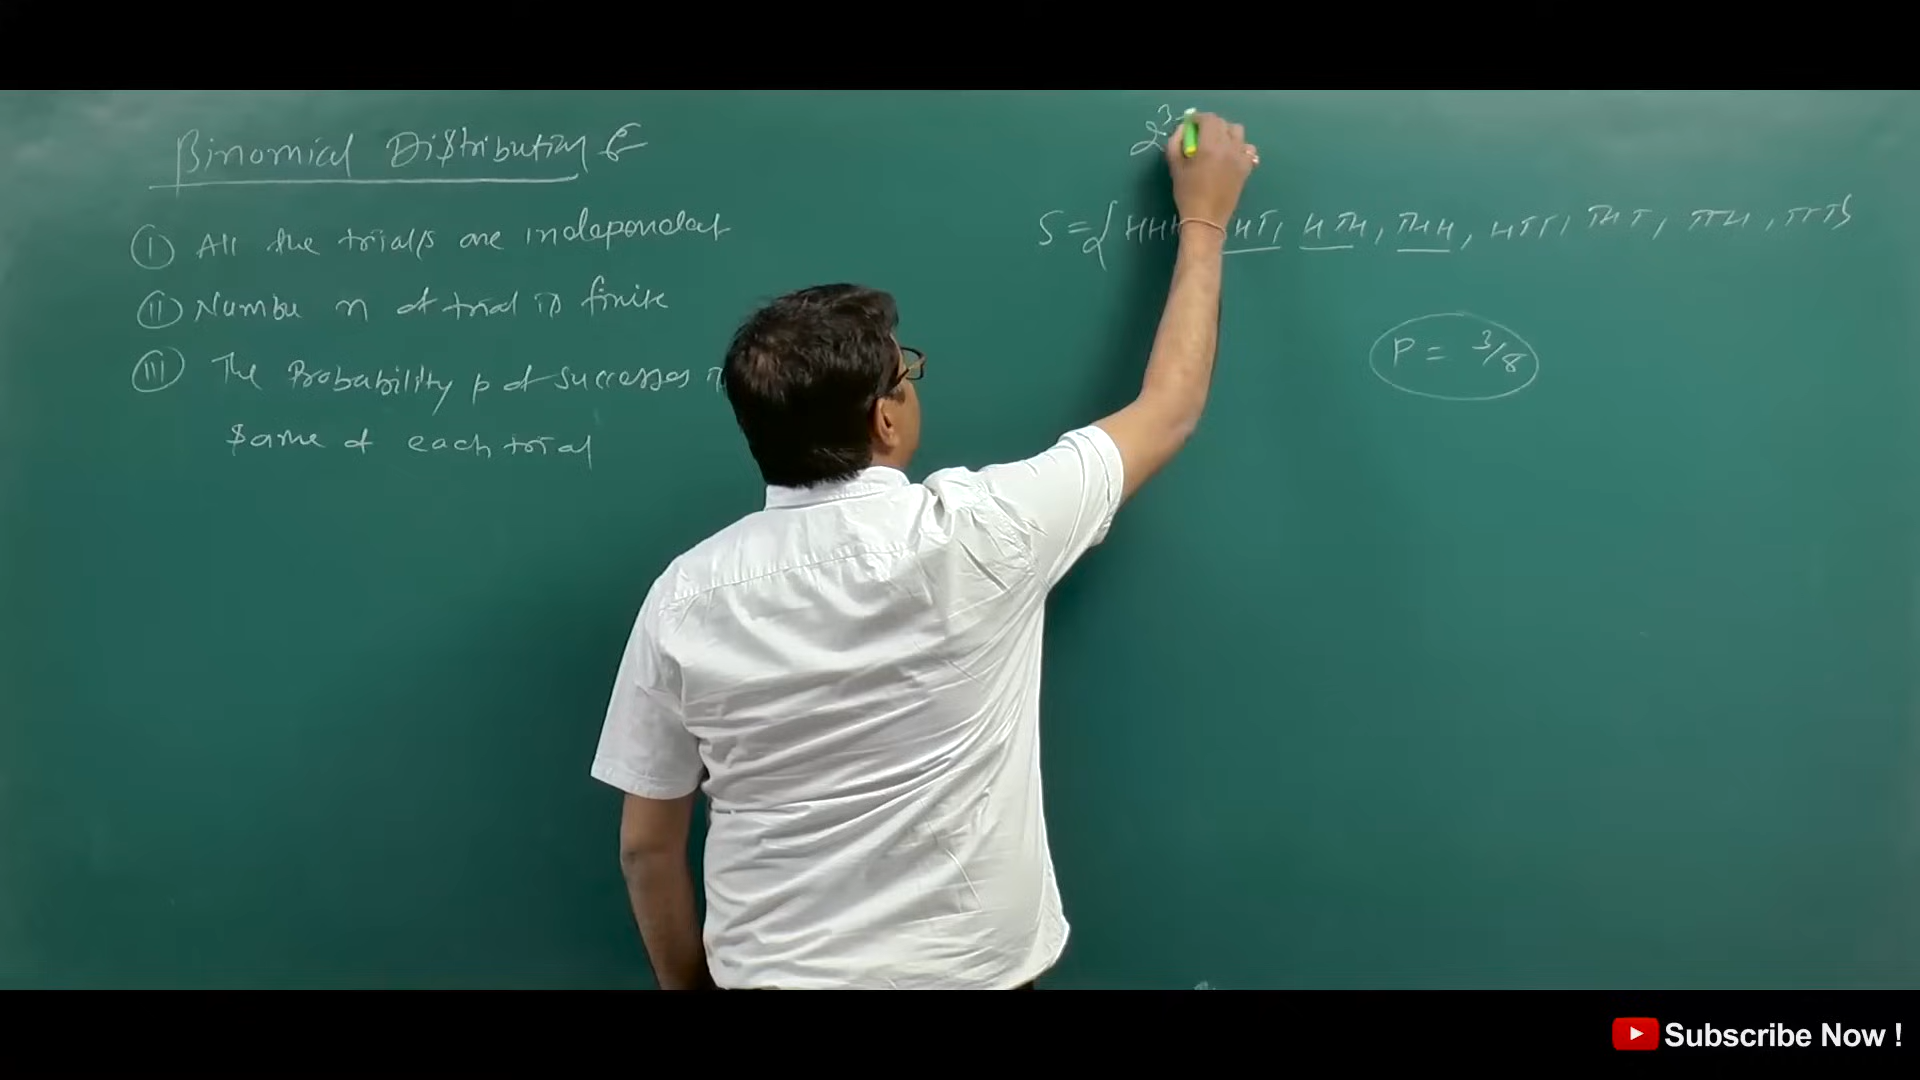 Binomial Distribution
(I) All the trials are independent
(II) Number n of trial is finite
(III) The Probability p of successes is
same of each trial
2³
S = { HHH, HHT, HTH, THH, HTT, THT, TTH, TTT}
P = 3/8
Subscribe Now !